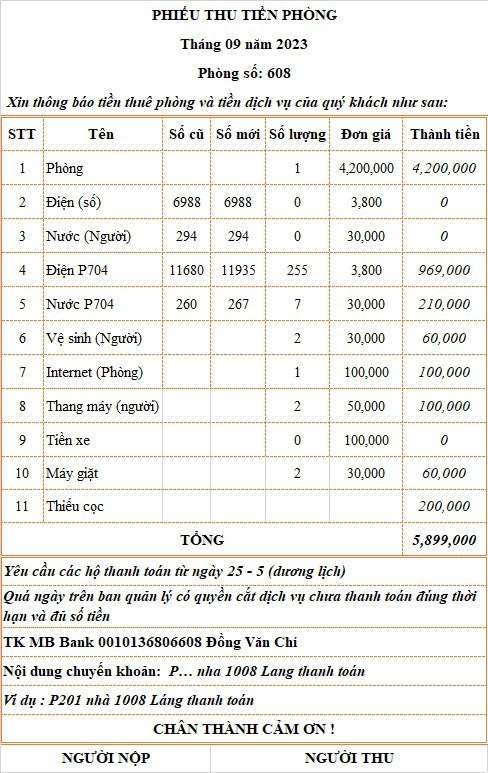 PHIẾU THU TIỀN PHÒNG
Tháng 09 năm 2023
Phòng số: 608
Xin thông báo tiền thuê phòng và tiền dịch vụ của quý khách như sau:
STT Tên Số cũ Số mới Số lượng Đơn giá Thành tiền
1 Phòng 1 4,200,000 4,200,000
2 Điện (số) 6988 6988 0 3,800 0
3 Nước (Người) 294 294 0 30,000 0
4 Điện P704 11680 11935 255 3,800 969,000
5 Nước P704 260 267 7 30,000 210,000
6 Vệ sinh (Người) 2 30,000 60,000
7 Internet (Phòng) 1 100,000 100,000
8 Thang máy (người) 2 50,000 100,000
9 Tiền xe 0 100,000 0
10 Máy giặt 2 30,000 60,000
11 Thiếu cọc 200,000
TỔNG 5,899,000
Yêu cầu các hộ thanh toán từ ngày 25 - 5 (dương lịch)
Quá ngày trên ban quản lý có quyền cắt dịch vụ chưa thanh toán đúng thời
hạn và đủ số tiền
TK MB Bank 0010136806608 Đồng Văn Chí
Nội dung chuyển khoản: P… nha 1008 Lang thanh toán
Ví dụ : P201 nhà 1008 Láng thanh toán
CHÂN THÀNH CẢM ƠN !
NGƯỜI NỘP NGƯỜI THU